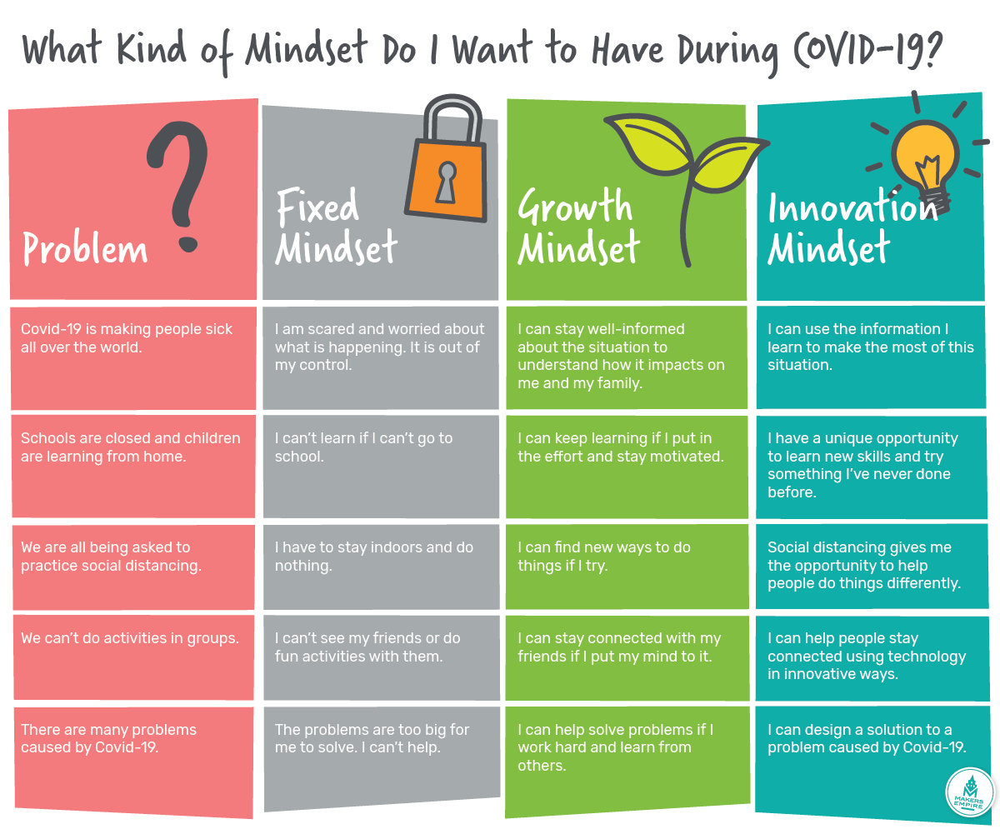 What Kind of Mindset Do I Want to Have During COVID-19?
Problem
Fixed
Mindset
Growth
Mindset
Innovation
Mindset
Covid-19 is making people sick
all over the world.
I am scared and worried about
what is happening. It is out of
my control.
I can stay well-informed
about the situation to
understand how it impacts on
me and my family.
I can use the information I
learn to make the most of this
situation.
Schools are closed and children
are learning from home.
I can't learn if I can't go to
school.
I can keep learning if I put in
the effort and stay motivated.
I have a unique opportunity
to learn new skills and try
something I've never done
before.
We are all being asked to
practice social distancing.
I have to stay indoors and do
nothing.
I can find new ways to do
things if I try.
Social distancing gives me
the opportunity to help
people do things differently.
We can't do activities in groups.
I can't see my friends or do
fun activities with them.
I can stay connected with my
friends if I put my mind to it.
I can help people stay
connected using technology
in innovative ways.
There are many problems
caused by Covid-19.
The problems are too big for
me to solve. I can't help.
I can help solve problems if I
work hard and learn from
others.
I can design a solution to a
problem caused by Covid-19.
MAKERS
EMPIRE